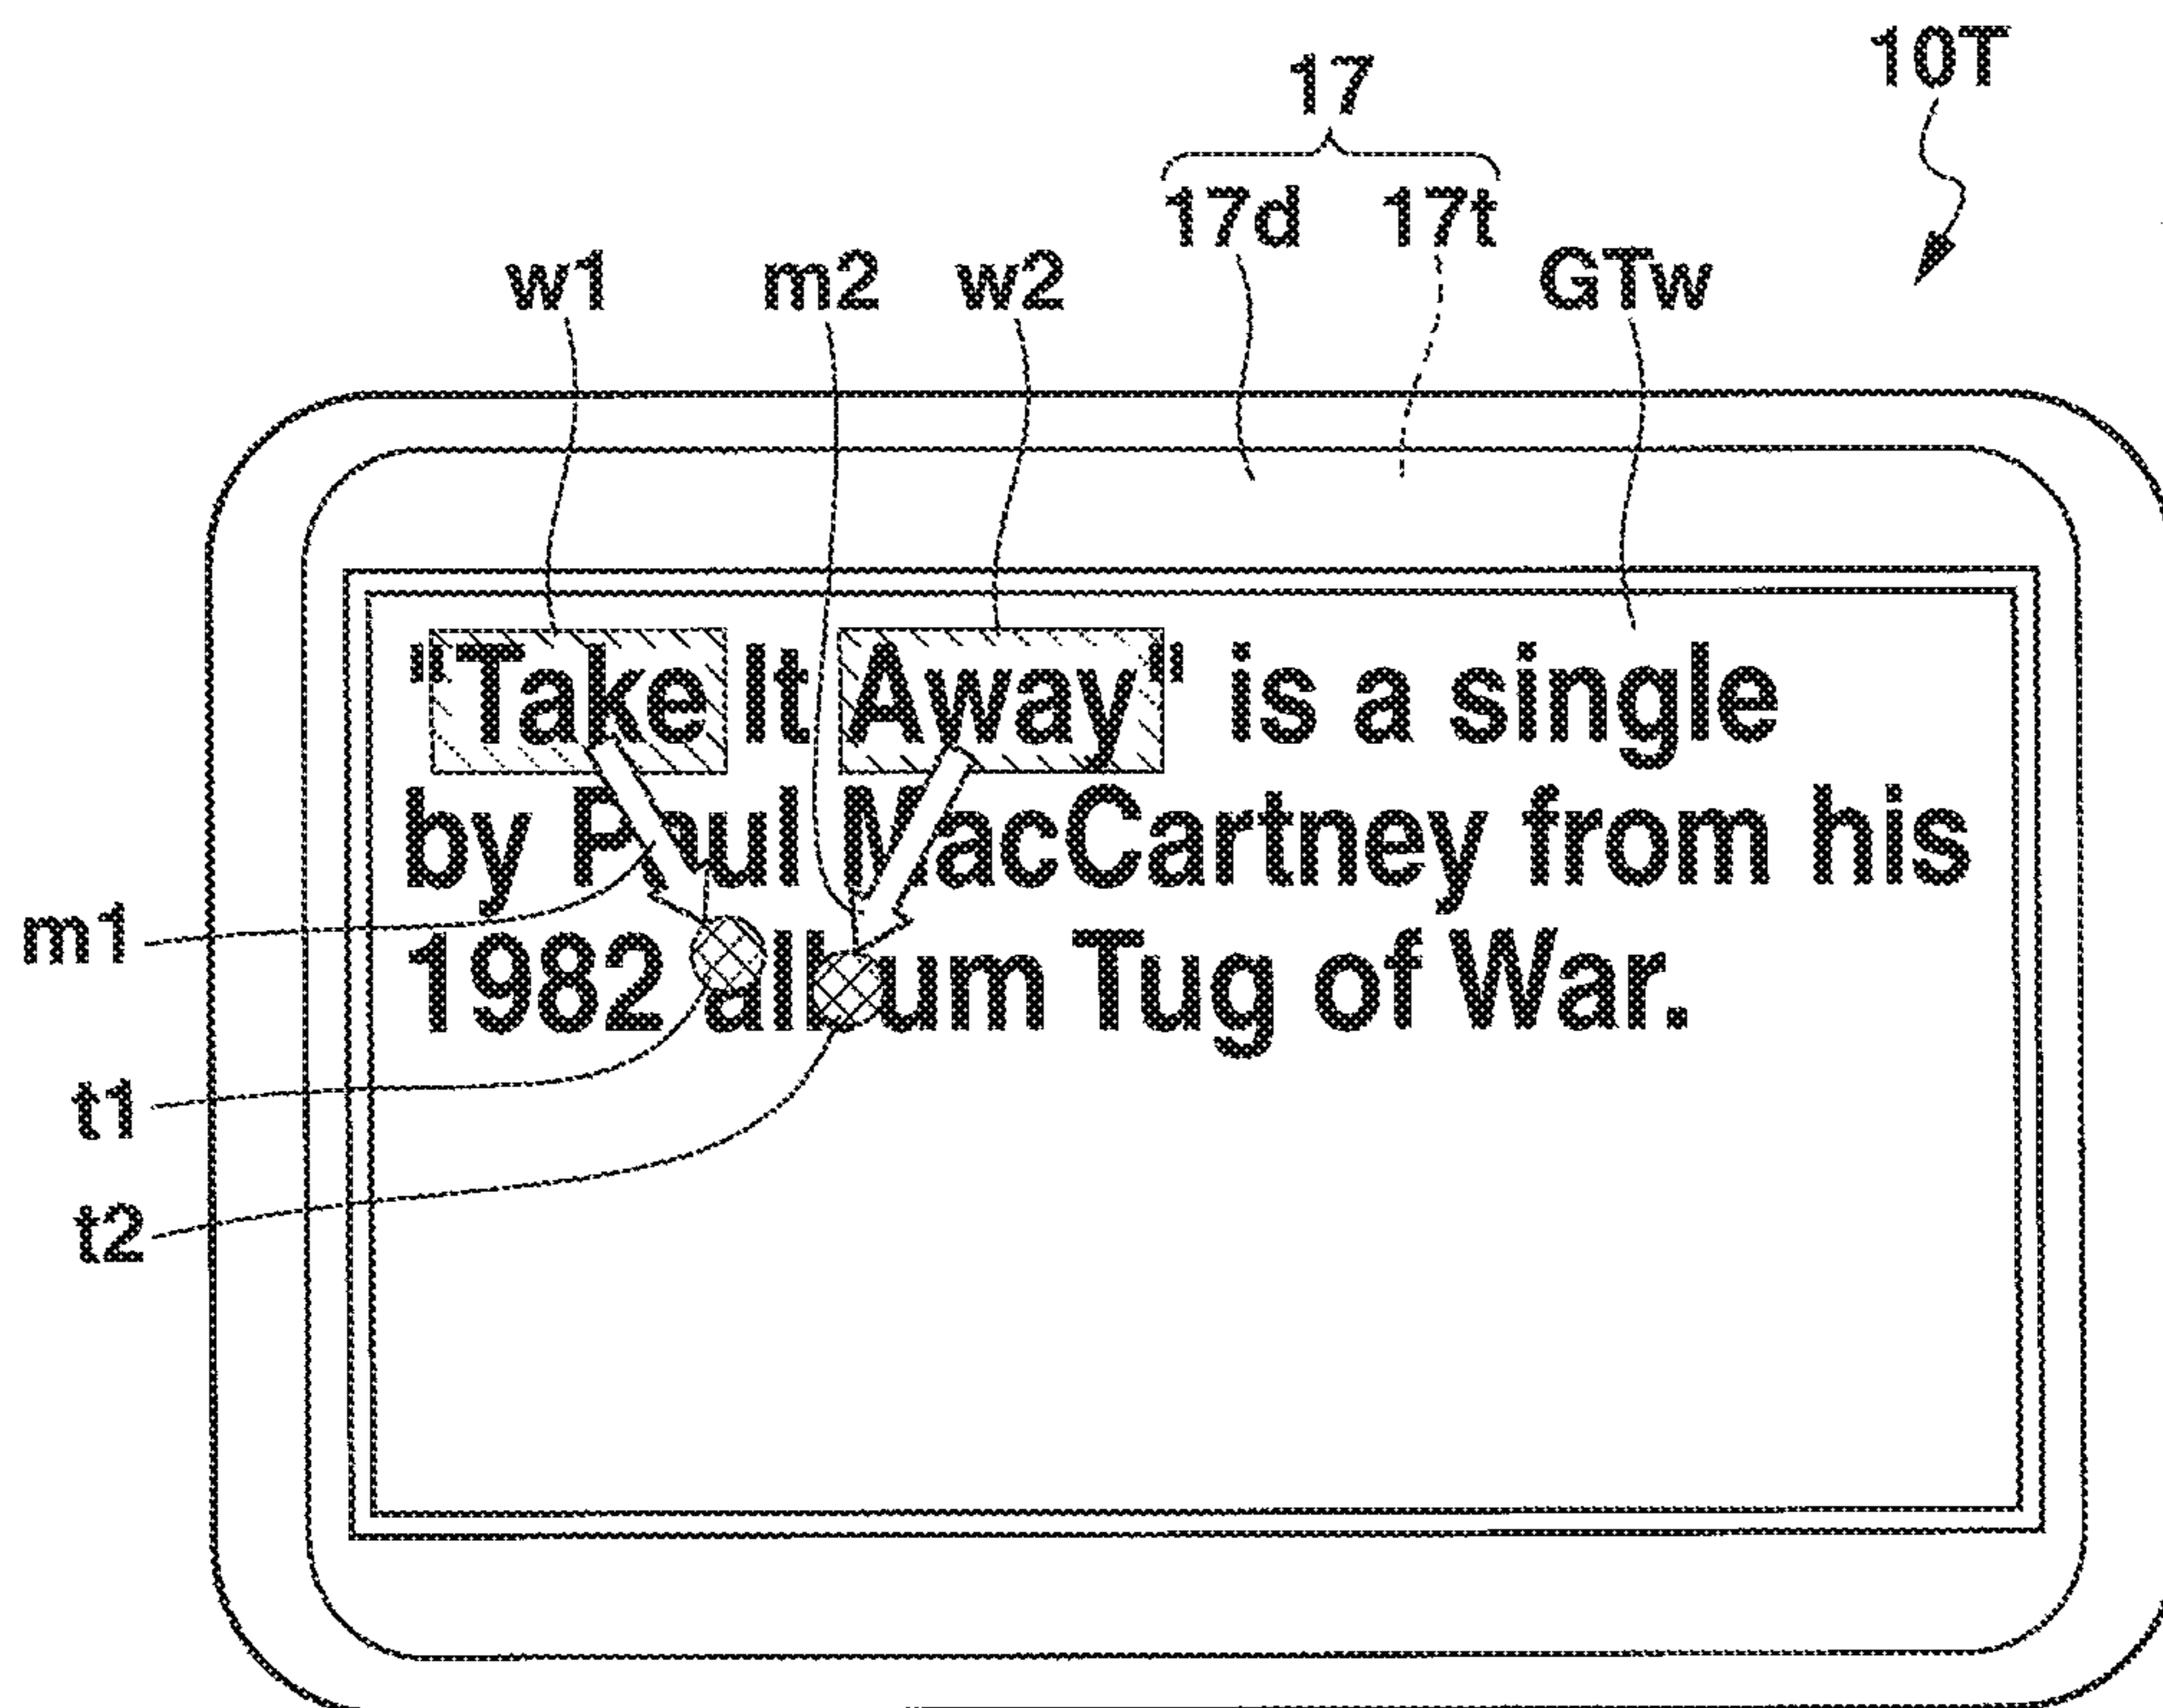 10T
17
17d 17t
w1 m2 w2 GTw
"Take It Away" is a single
by Paul MacCartney from his
1982 album Tug of War.
m1
t1
t2